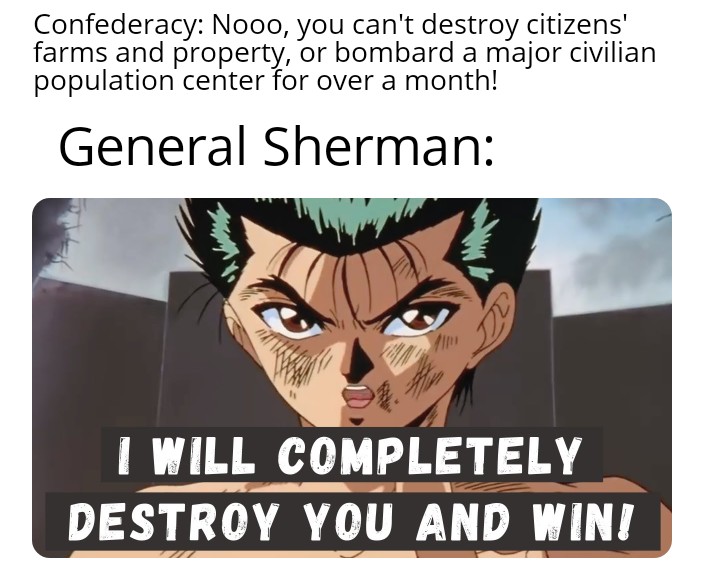 Confederacy: Nooo, you can't destroy citizens'
farms and property, or bombard a major civilian
population center for over a month!
General Sherman:
I WILL COMPLETELY
DESTROY YOU AND WIN!